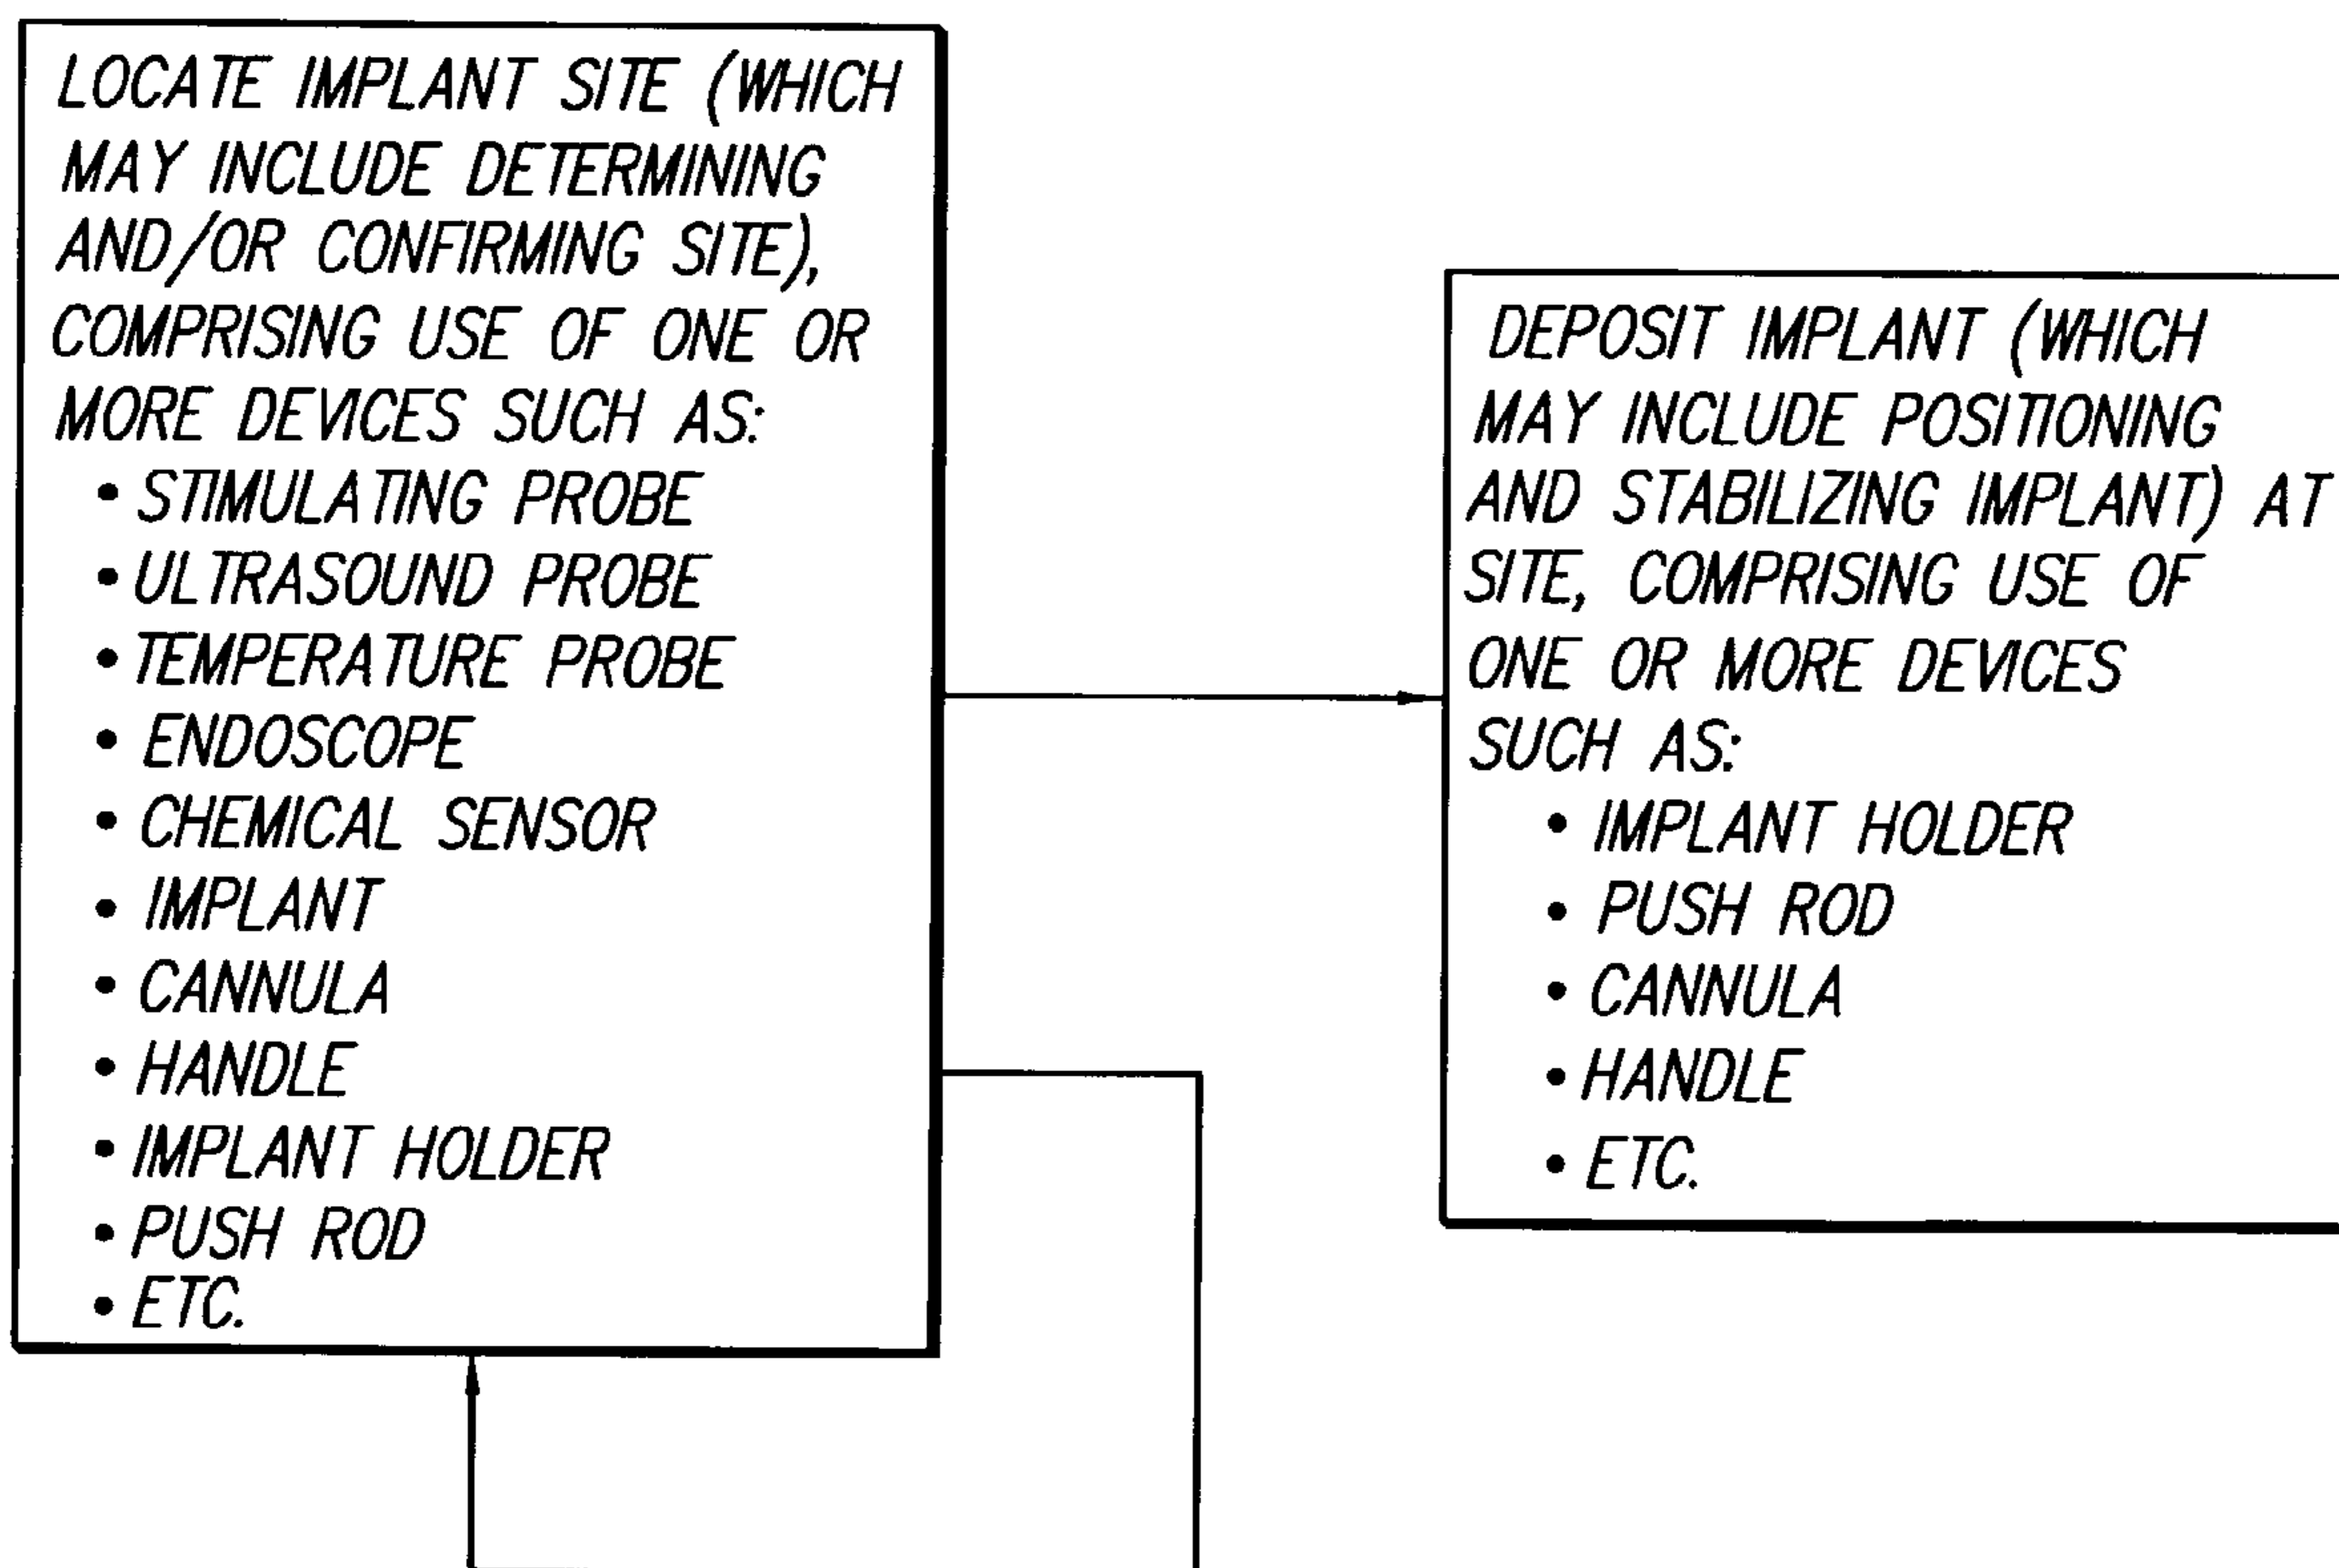 LOCATE IMPLANT SITE (WHICH
MAY INCLUDE DETERMINING
AND/OR CONFIRMING SITE),
COMPRISING USE OF ONE OR
MORE DEVICES SUCH AS:
• STIMULATING PROBE
• ULTRASOUND PROBE
• TEMPERATURE PROBE
• ENDOSCOPE
• CHEMICAL SENSOR
• IMPLANT
• CANNULA
• HANDLE
• IMPLANT HOLDER
• PUSH ROD
• ETC.
DEPOSIT IMPLANT (WHICH
MAY INCLUDE POSITIONING
AND STABILIZING IMPLANT) AT
SITE, COMPRISING USE OF
ONE OR MORE DEVICES
SUCH AS:
• IMPLANT HOLDER
• PUSH ROD
• CANNULA
• HANDLE
• ETC.